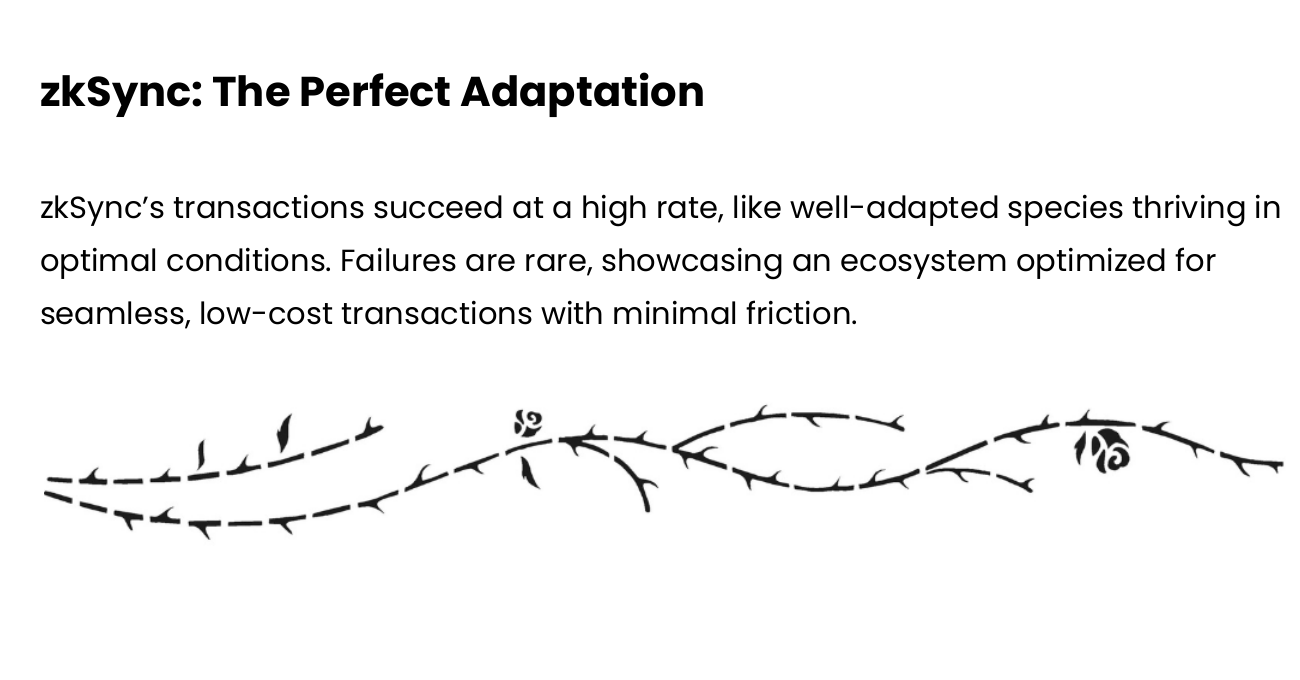 zkSync: The Perfect Adaptation
zkSync’s transactions succeed at a high rate, like well-adapted species thriving in
optimal conditions. Failures are rare, showcasing an ecosystem optimized for
seamless, low-cost transactions with minimal friction.